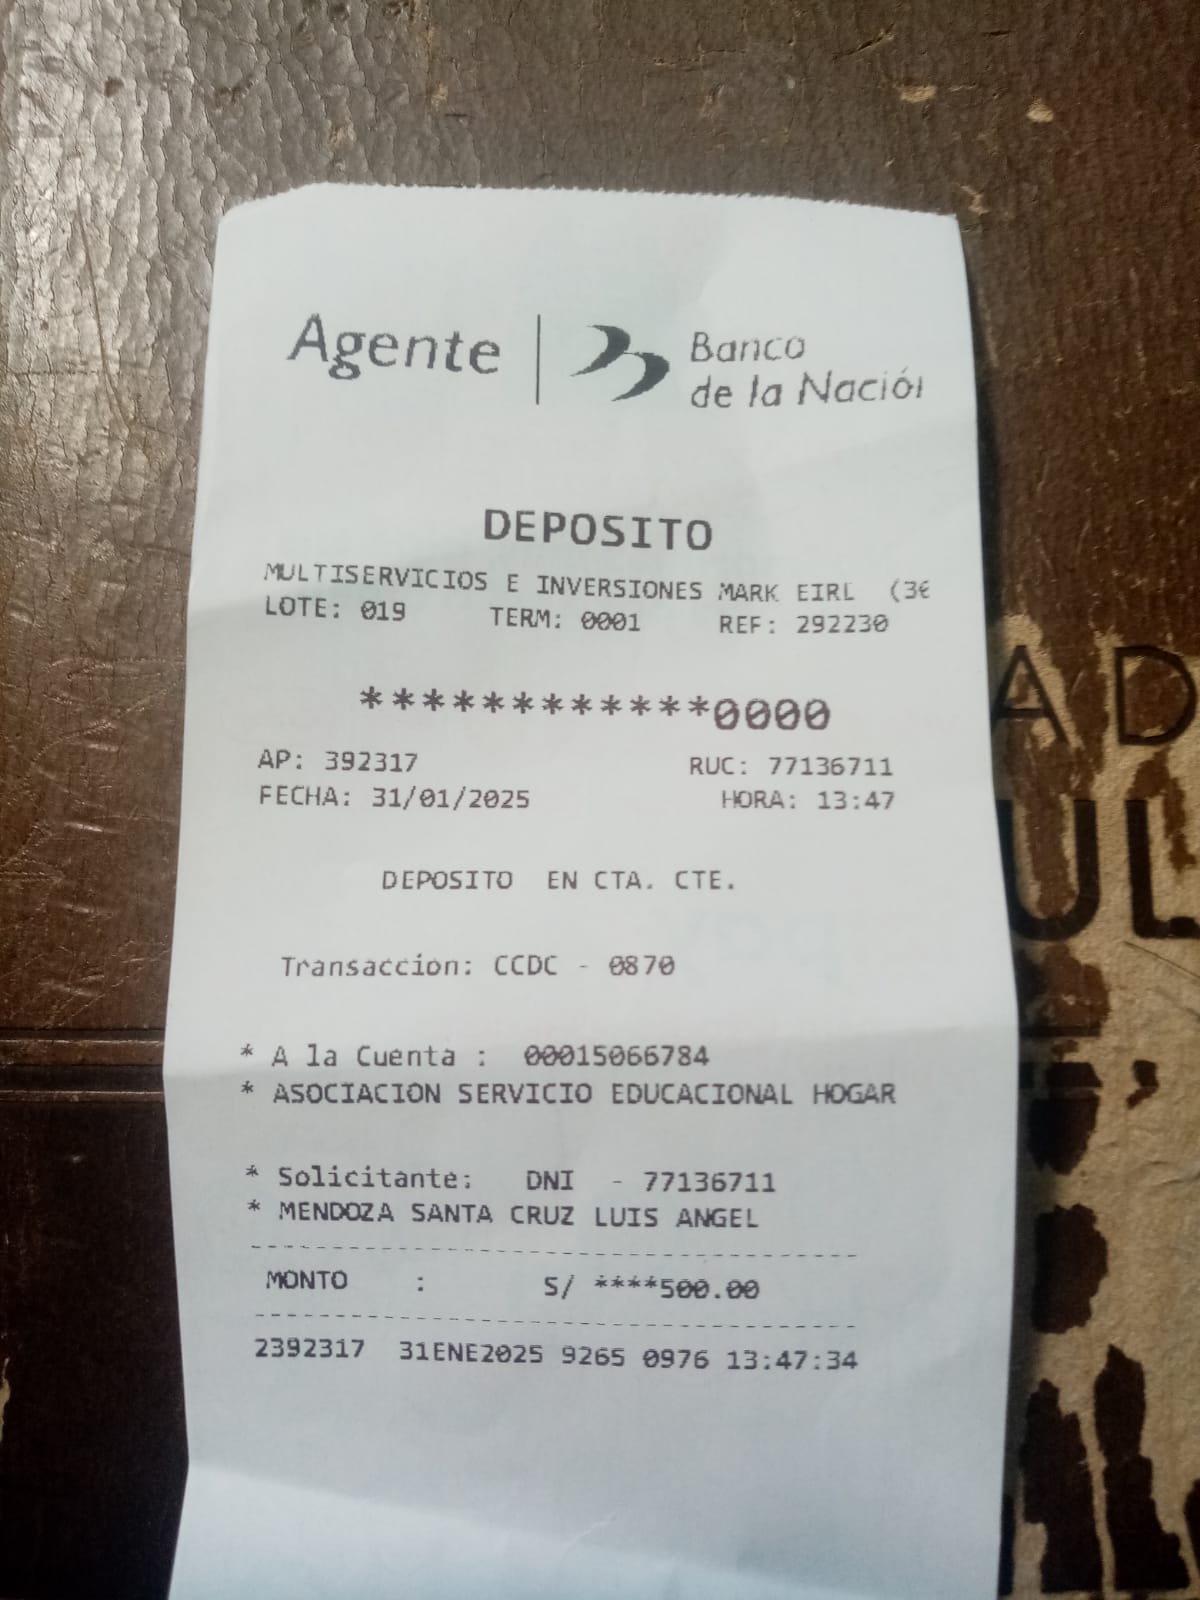 Agente | Banco
de la Nación
DEPOSITO
MULTISERVICIOS E INVERSIONES MARK EIRL (3
LOTE: 019 TERM: 0001 REF: 292230
************0000
AP: 392317 RUC: 77136711
FECHA: 31/01/2025 HORA: 13:47
DEPOSITO EN CTA. CTE.
Transaccion: CCDC - 0870
* A la Cuenta : 00015066784
* ASOCIACION SERVICIO EDUCACIONAL HOGAR
* Solicitante: DNI - 77136711
* MENDOZA SANTA CRUZ LUIS ANGEL
MONTO : S/ ****500.00
2392317 31ENE2025 9265 0976 13:47:34
AD
UL